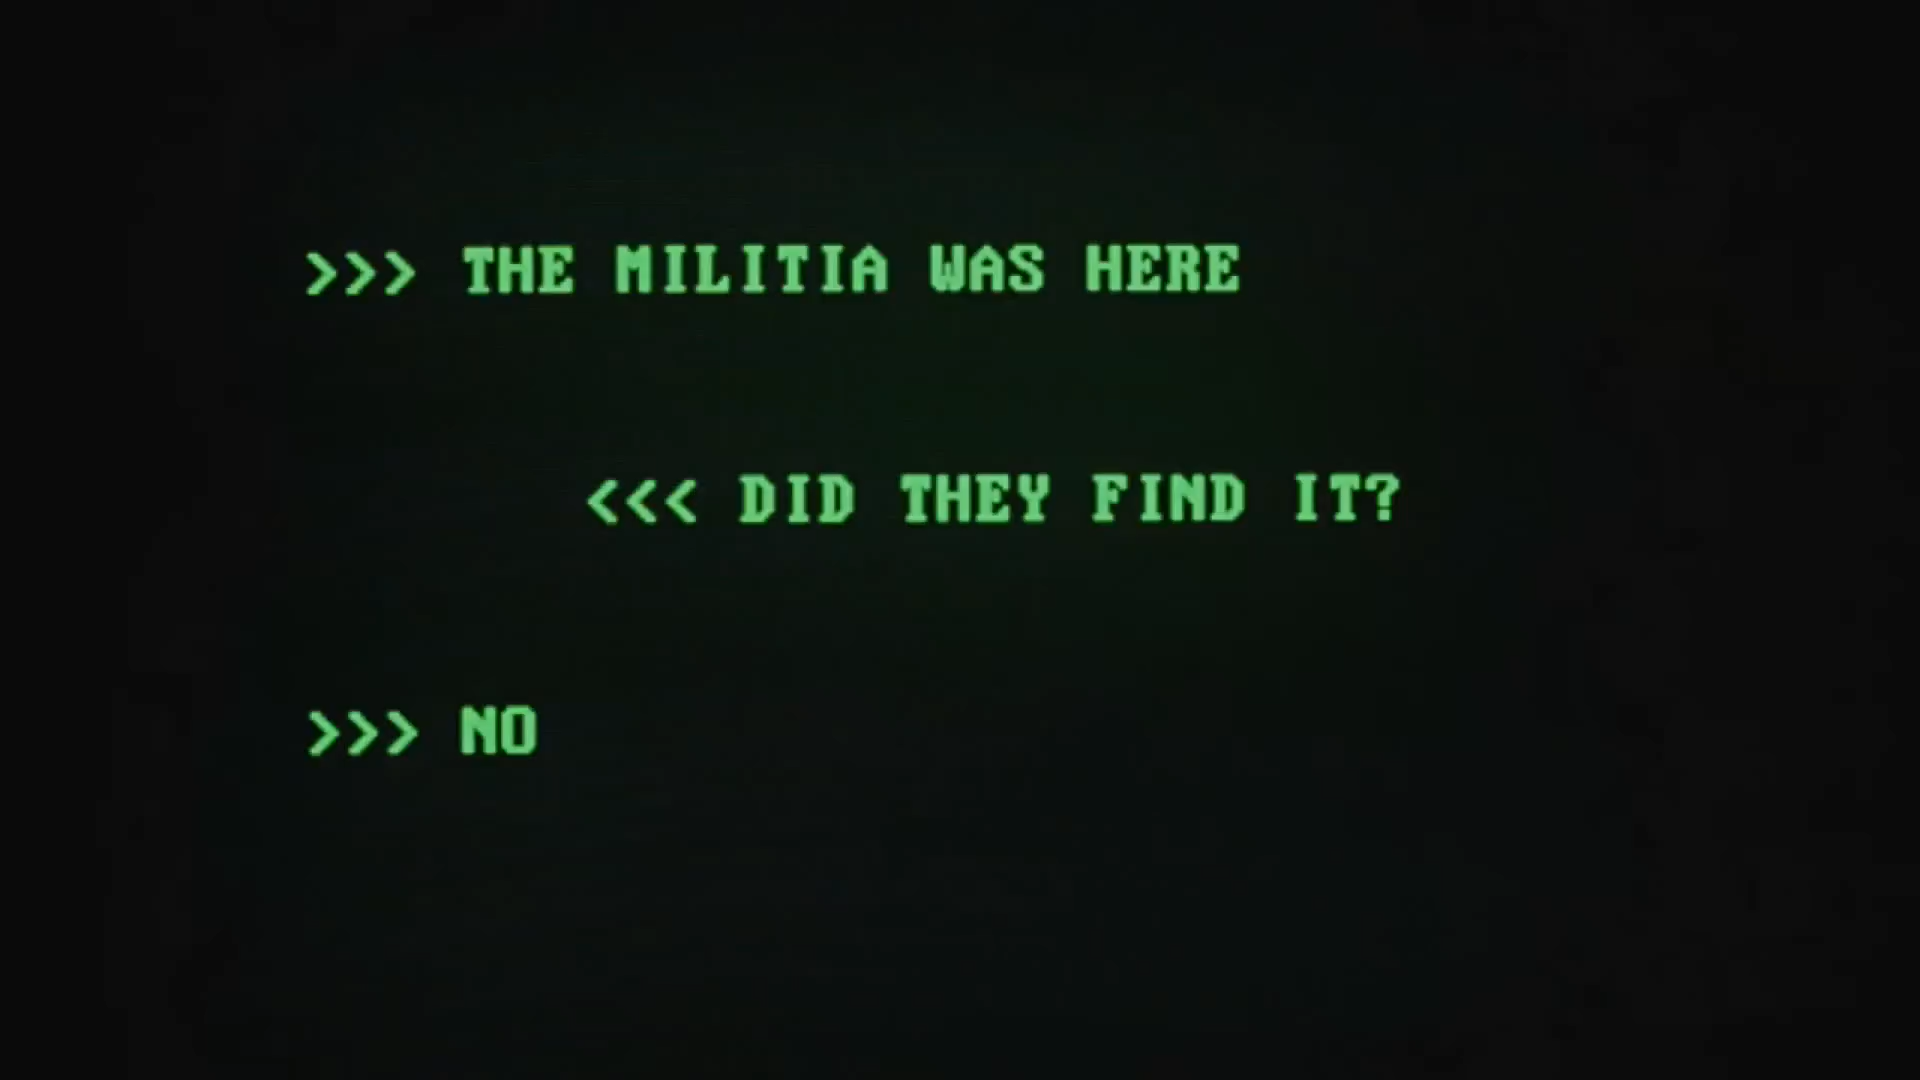 >>> THE MILITIA WAS HERE
<<< DID THEY FIND IT?
>>> NO